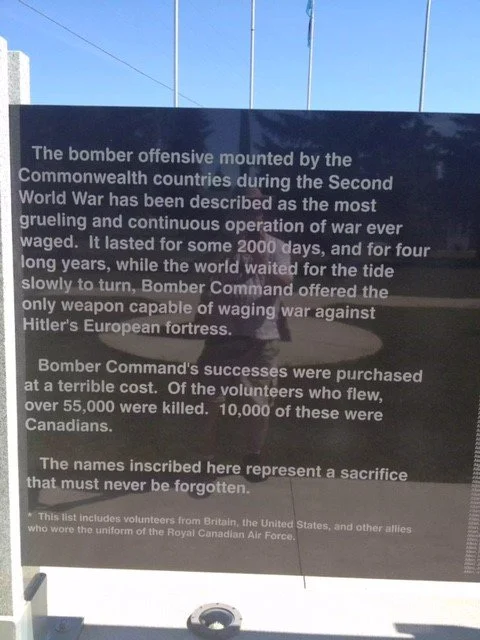 The bomber offensive mounted by the
Commonwealth countries during the Second
World War has been described as the most
grueling and continuous operation of war ever
waged. It lasted for some 2000 days, and for four
long years, while the world waited for the tide
slowly to turn, Bomber Command offered the
only weapon capable of waging war against
Hitler's European fortress.
Bomber Command's successes were purchased
at a terrible cost. Of the volunteers who flew,
over 55,000 were killed. 10,000 of these were
Canadians.
The names inscribed here represent a sacrifice
that must never be forgotten.
* This list includes volunteers from Britain, the United States, and other allies
who wore the uniform of the Royal Canadian Air Force.